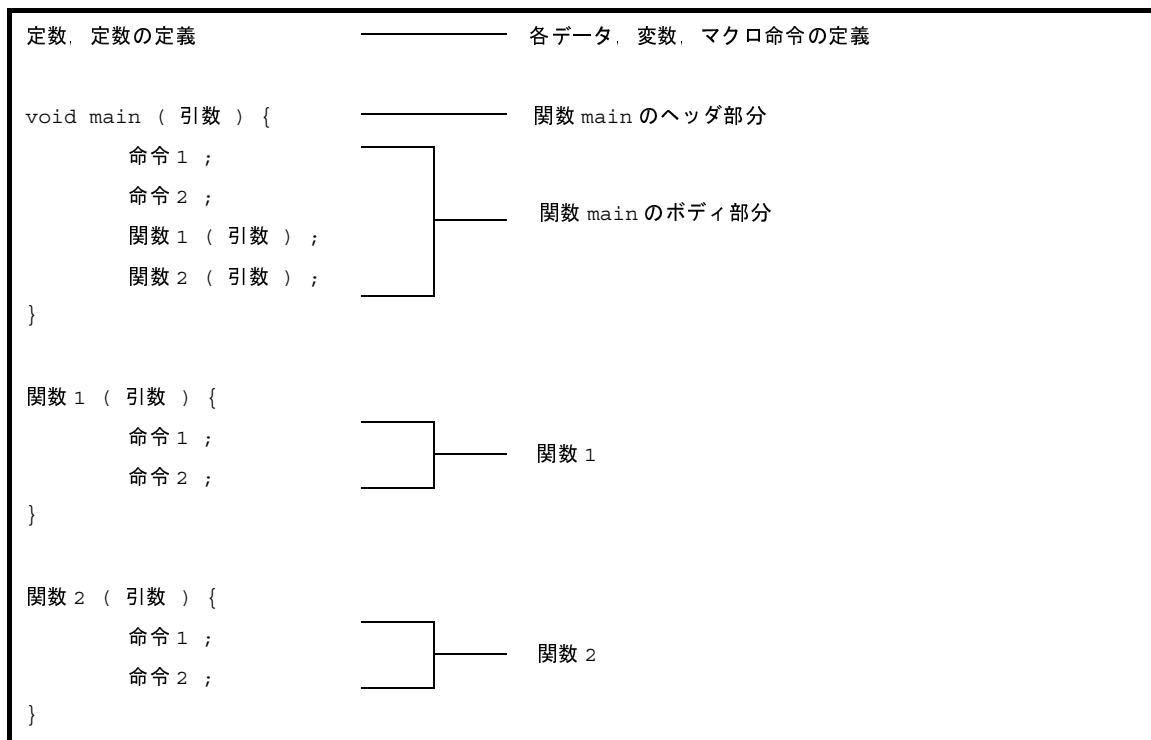 定数, 定数の定義 各データ, 変数, マクロ命令の定義
void main ( 引数 ) { 関数 main のヘッダ部分
命令 1 ;
命令 2 ;
関数 main のボディ部分
関数 1 ( 引数 ) ;
関数 2 ( 引数 ) ;
}
関数 1 ( 引数 ) {
命令 1 ;
関数 1
命令 2 ;
}
関数 2 ( 引数 ) {
命令 1 ;
関数 2
命令 2 ;
}